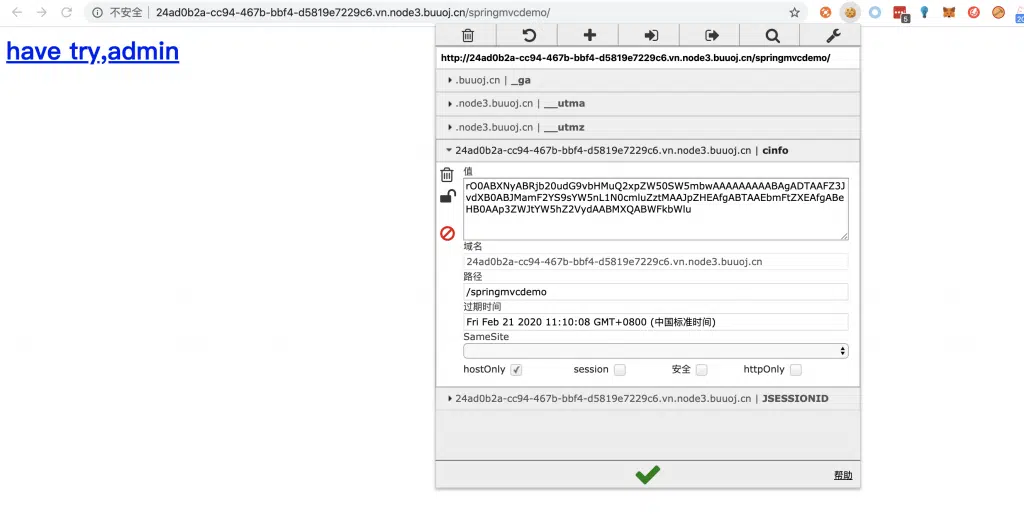 不安全 24ad0b2a-cc94-467b-bbf4-d5819e7229c6.vn.node3.buuoj.cn/springmvcdemo/
5
20
have try,admin
http://24ad0b2a-cc94-467b-bbf4-d5819e7229c6.vn.node3.buuoj.cn/springmvcdemo/
.buuoj.cn | _ga
.node3.buuoj.cn | __utma
.node3.buuoj.cn | __utmz
24ad0b2a-cc94-467b-bbf4-d5819e7229c6.vn.node3.buuoj.cn | cinfo
值
rO0ABXNyABRjb20udG9vbHMuQ2xpZW50SW5mbwAAAAAAAAABAgADTAAFZ3J
vdXB0ABJMamF2YS9sYW5nL1N0cmluZztMAAJpZHEAfgABTAAEbmFtZXEAfgABe
HB0AAp3ZWJtYW5hZ2VydAABMXQABWFkbWlu
域名
24ad0b2a-cc94-467b-bbf4-d5819e7229c6.vn.node3.buuoj.cn
路径
/springmvcdemo
过期时间
Fri Feb 21 2020 11:10:08 GMT+0800 (中国标准时间)
SameSite
hostOnly session 安全 httpOnly
24ad0b2a-cc94-467b-bbf4-d5819e7229c6.vn.node3.buuoj.cn | JSESSIONID
帮助